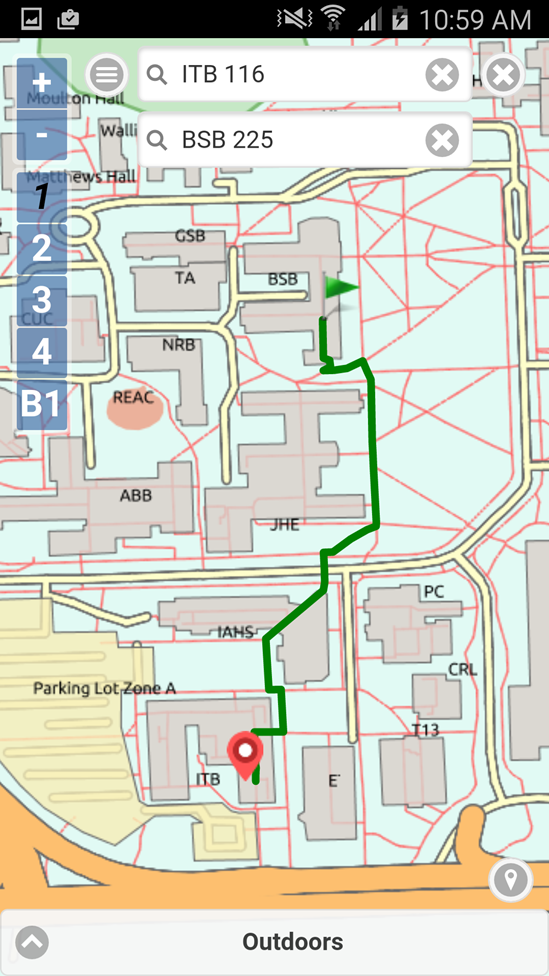 10:59 AM
+
ITB 116
Moulton Hall
-
Walli
BSB 225
Matthews Hall
1
GSB
2
TA
BSB
3
CUC
4
NRB
B1
REAC
ABB
JHE
PC
IAHS
CRL
Parking Lot Zone A
T13
ITB
E
Outdoors